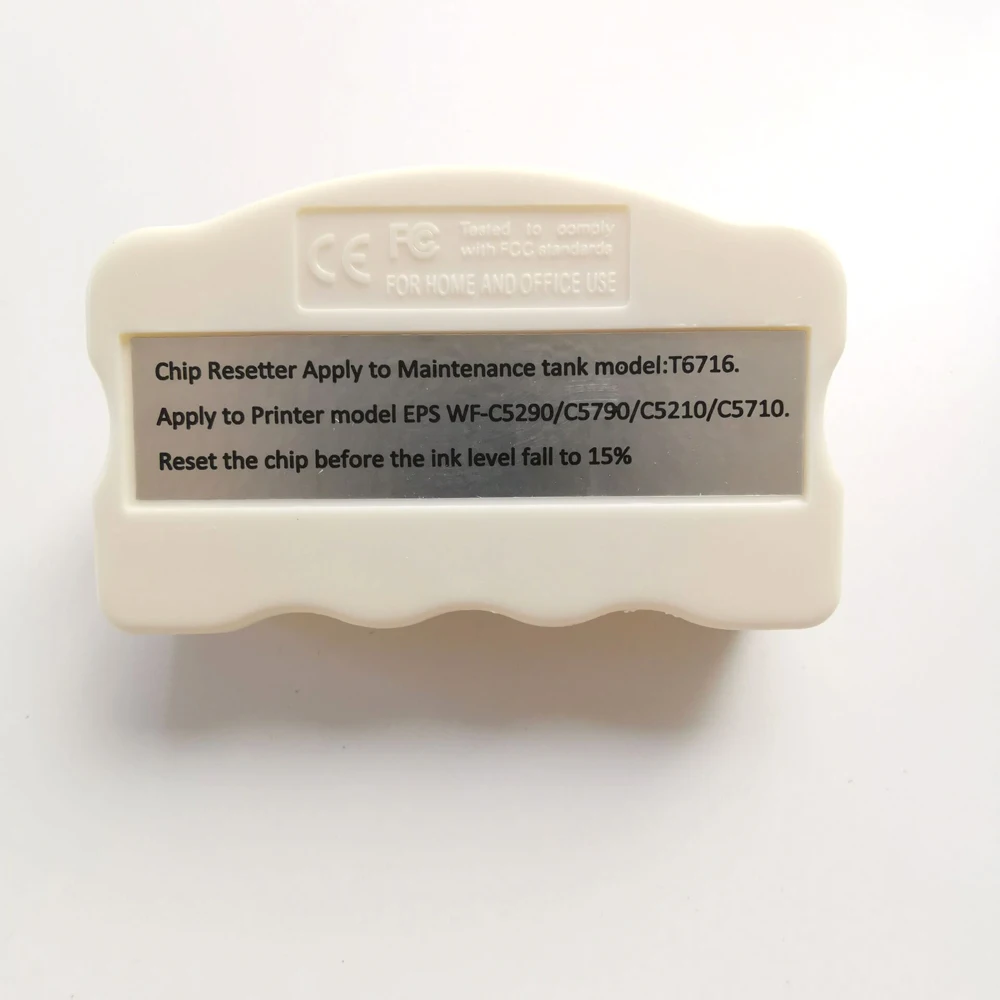 CE FC Tested to comply
with FCC standards
FOR HOME AND OFFICE USE
Chip Resetter Apply to Maintenance tank model:T6716.
Apply to Printer model EPS WF-C5290/C5790/C5210/C5710.
Reset the chip before the ink level fall to 15%